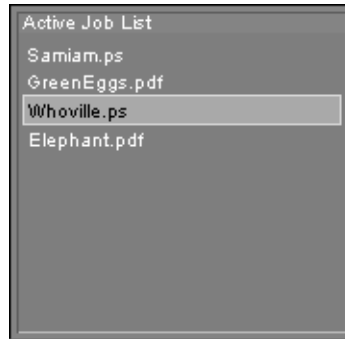 Active Job List
Samiam.ps
GreenEggs.pdf
Whoville.ps
Elephant.pdf